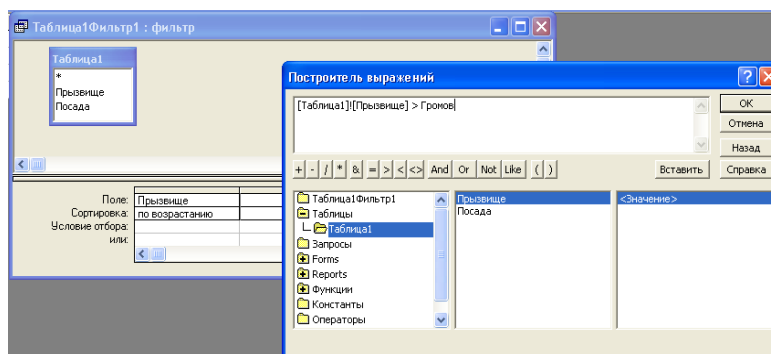 Таблица1Фильтр1 : фильтр
Таблица1
*
Прызвище
Посада
Поле: Прызвище
Сортировка: по возрастанию
Условие отбора:
или:
Построитель выражений
[Таблица1]![Прызвище] > Громов
OK
Отмена
Назад
+ - / * & = > < <> And Or Not Like ( ) Вставить Справка
Таблица1Фильтр1 Прызвище <Значение>
Таблицы Посада
Таблица1
Запросы
Forms
Reports
Функции
Константы
Операторы